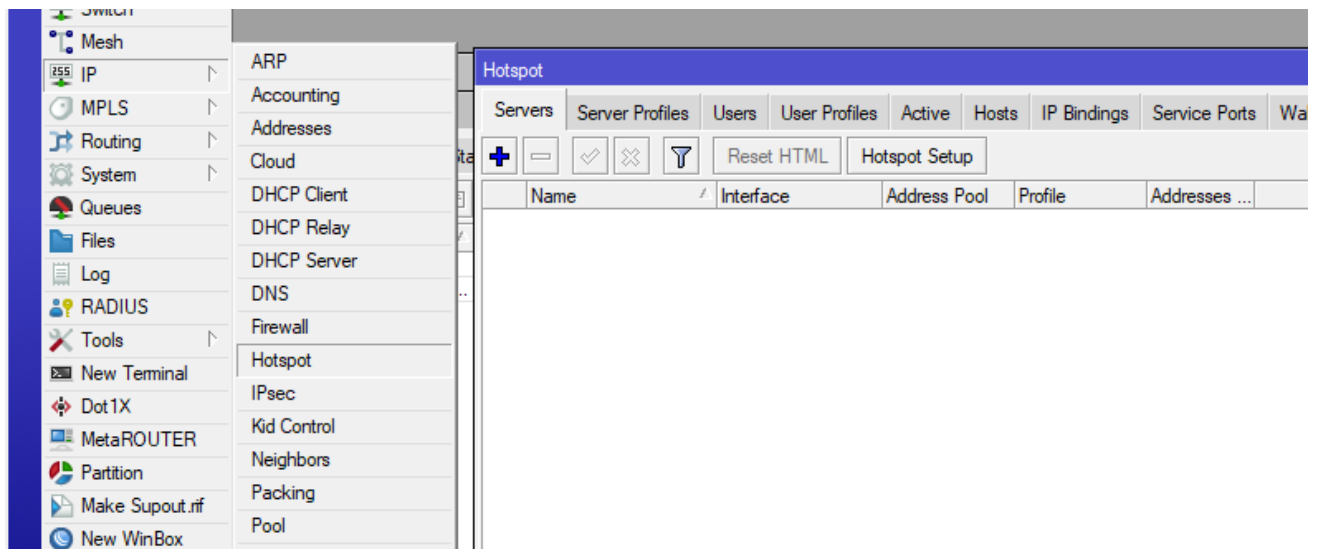 Switch
Mesh
IP
MPLS
Routing
System
Queues
Files
Log
RADIUS
Tools
New Terminal
Dot1X
MetaROUTER
Partition
Make Supout.rif
New WinBox
ARP
Accounting
Addresses
Cloud
DHCP Client
DHCP Relay
DHCP Server
DNS
Firewall
Hotspot
IPsec
Kid Control
Neighbors
Packing
Pool
Hotspot
Servers Server Profiles Users User Profiles Active Hosts IP Bindings Service Ports Wa
Reset HTML Hotspot Setup
Name Interface Address Pool Profile Addresses ...